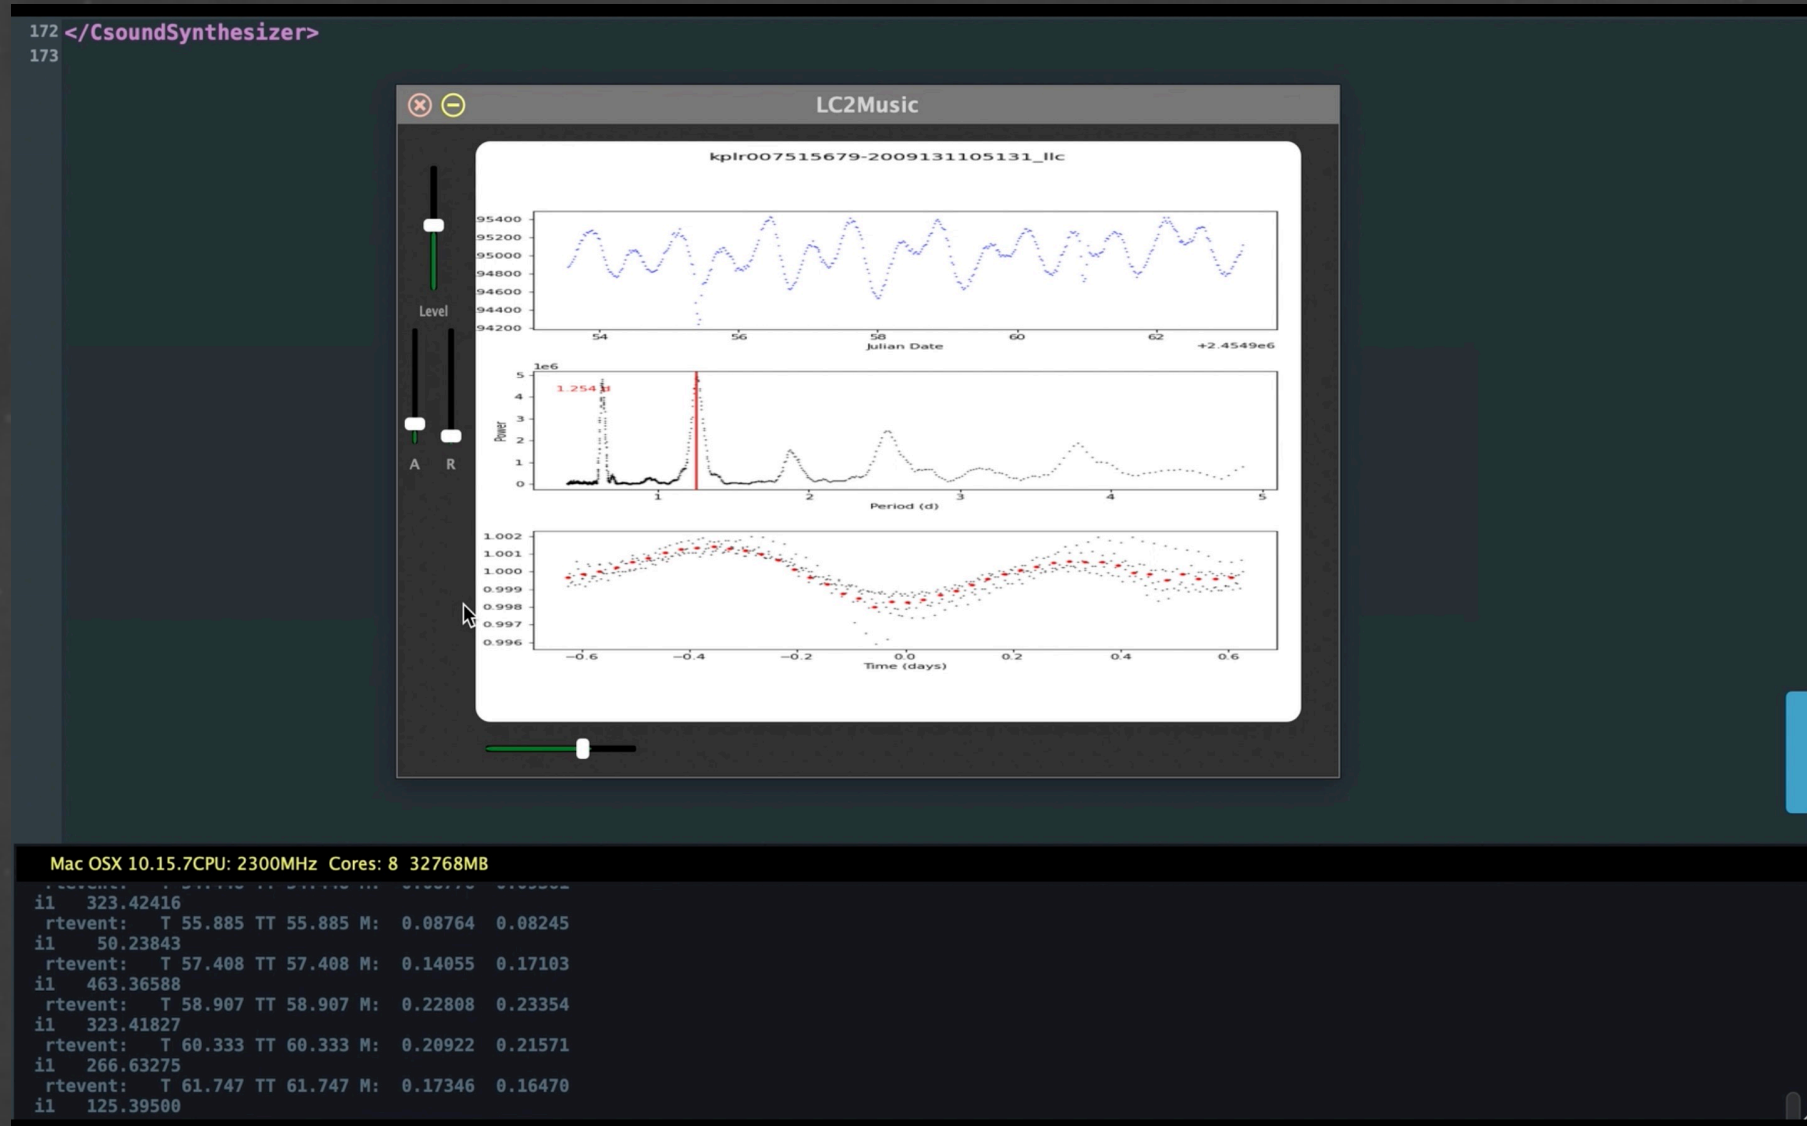 172 </CsoundSynthesizer>
173
LC2Music
kplr007515679-2009131105131_llc
95400
95200
95000
94800
94600
94400
94200
54 56 58 60 62
Julian Date +2.4549e6
Level
1e6
5
1.254 d
4
3
Power
2
1
0
1 2 3 4 5
Period (d)
A R
1.002
1.001
1.000
0.999
0.998
0.997
0.996
−0.6 −0.4 −0.2 0.0 0.2 0.4 0.6
Time (days)
Mac OSX 10.15.7CPU: 2300MHz Cores: 8 32768MB
i1 323.42416
rtevent: T 55.885 TT 55.885 M: 0.08764 0.08245
i1 50.23843
rtevent: T 57.408 TT 57.408 M: 0.14055 0.17103
i1 463.36588
rtevent: T 58.907 TT 58.907 M: 0.22808 0.23354
i1 323.41827
rtevent: T 60.333 TT 60.333 M: 0.20922 0.21571
i1 266.63275
rtevent: T 61.747 TT 61.747 M: 0.17346 0.16470
i1 125.39500